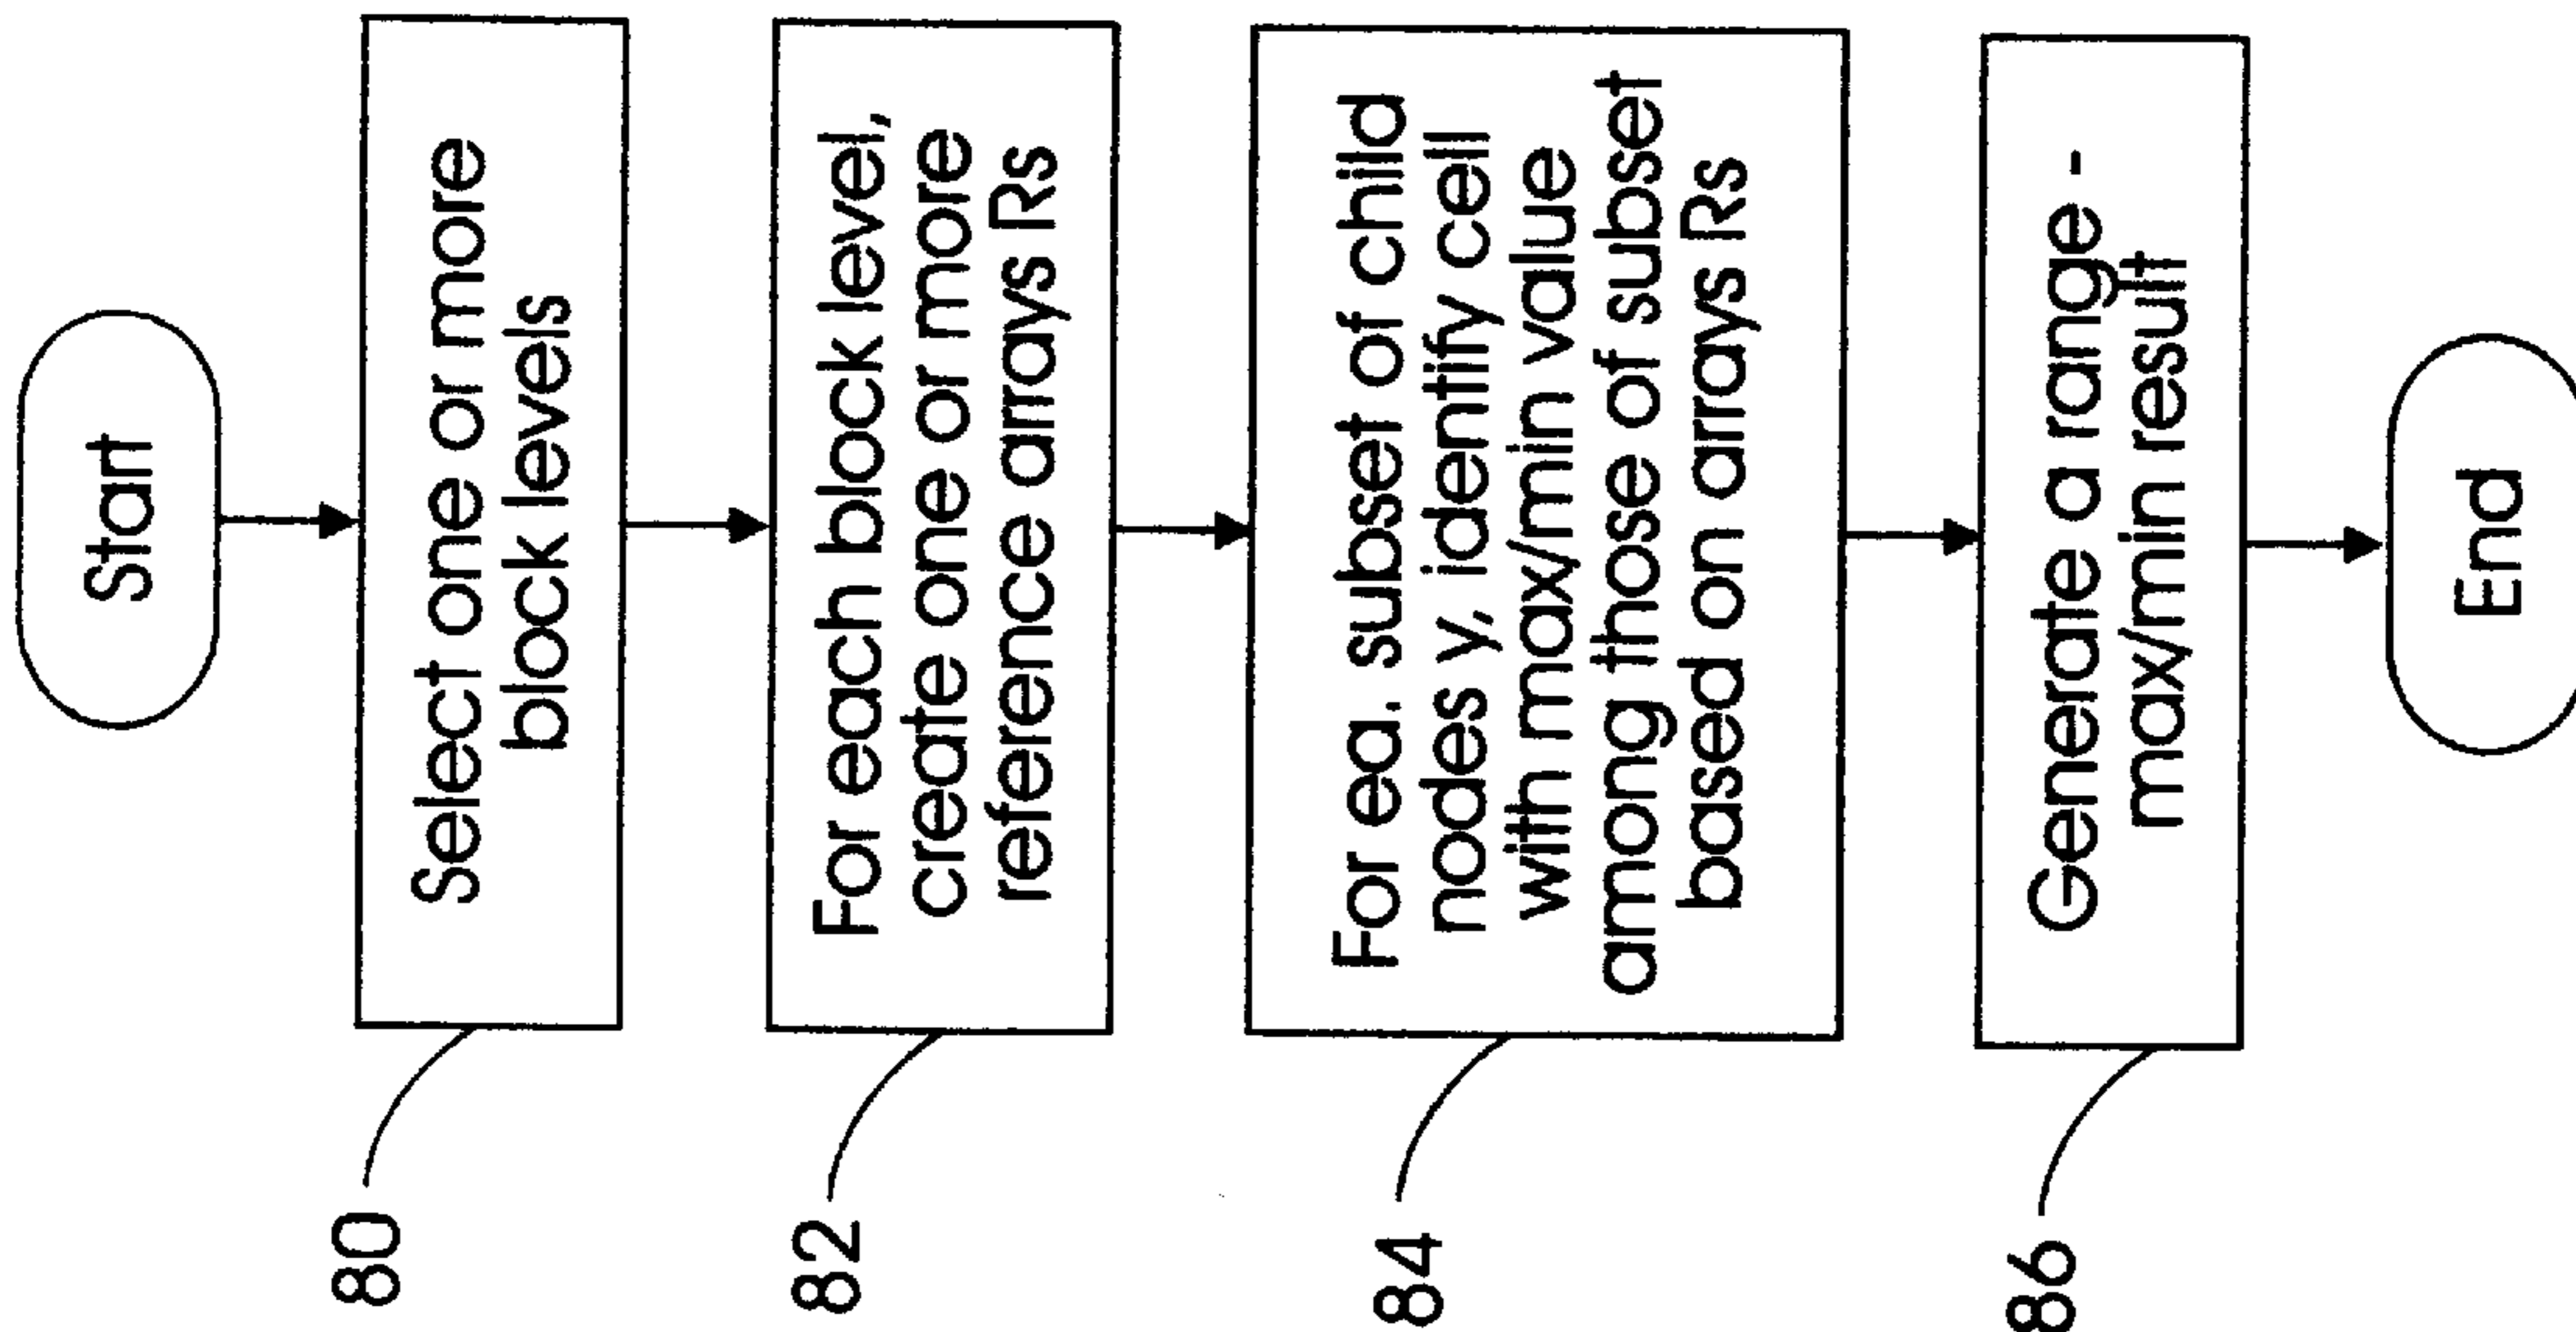 Start
80
Select one or more
block levels
82
For each block level,
create one or more
reference arrays Rs
84
For ea. subset of child
nodes y, identify cell
with max/min value
among those of subset
based on arrays Rs
86
Generate a range -
max/min result
End